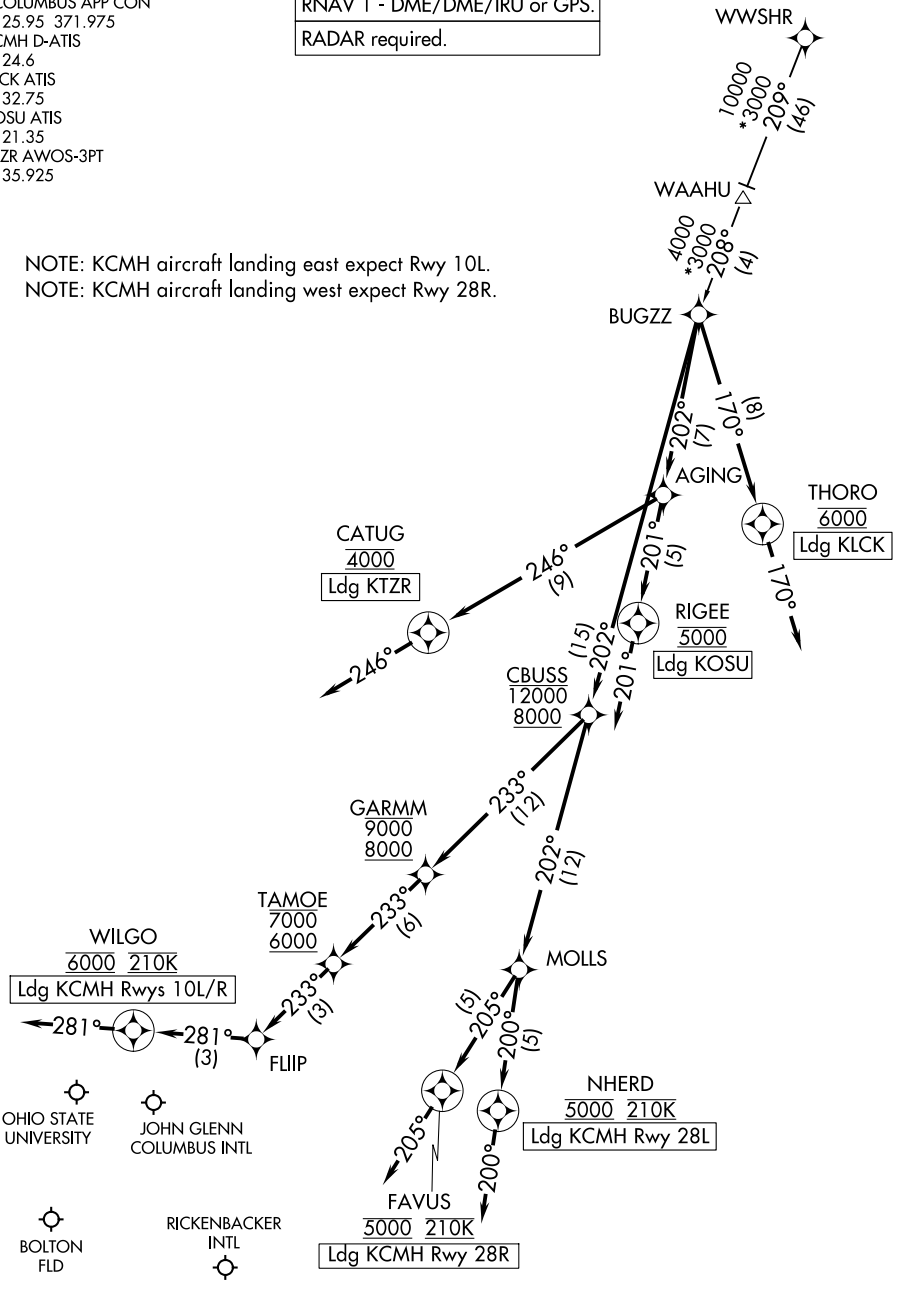 COLUMBUS APP CON
25.95 371.975
CMH D-ATIS
24.6
CK ATIS
32.75
OSU ATIS
21.35
ZR AWOS-3PT
35.925
RNAV 1 - DME/DME/IRU or GPS.
RADAR required.
NOTE: KCMH aircraft landing east expect Rwy 10L.
NOTE: KCMH aircraft landing west expect Rwy 28R.
WWSHR
10000
*3000
209°
(46)
WAAHU
4000
*3000
208°
(4)
BUGZZ
202°
(7)
170°
(8)
AGING
THORO
6000
Ldg KLCK
170°
CATUG
4000
Ldg KTZR
246°
(9)
246°
201°
(5)
RIGEE
5000
Ldg KOSU
201°
(15)
202°
CBUSS
12000
8000
233°
(12)
202°
(12)
GARMM
9000
8000
233°
(6)
TAMOE
7000
6000
233°
(3)
WILGO
6000 210K
Ldg KCMH Rwys 10L/R
281°
281°
(3)
FLIIP
MOLLS
(5)
205°
200°
(5)
NHERD
5000 210K
Ldg KCMH Rwy 28L
205°
200°
FAVUS
5000 210K
Ldg KCMH Rwy 28R
OHIO STATE
UNIVERSITY
JOHN GLENN
COLUMBUS INTL
BOLTON
FLD
RICKENBACKER
INTL